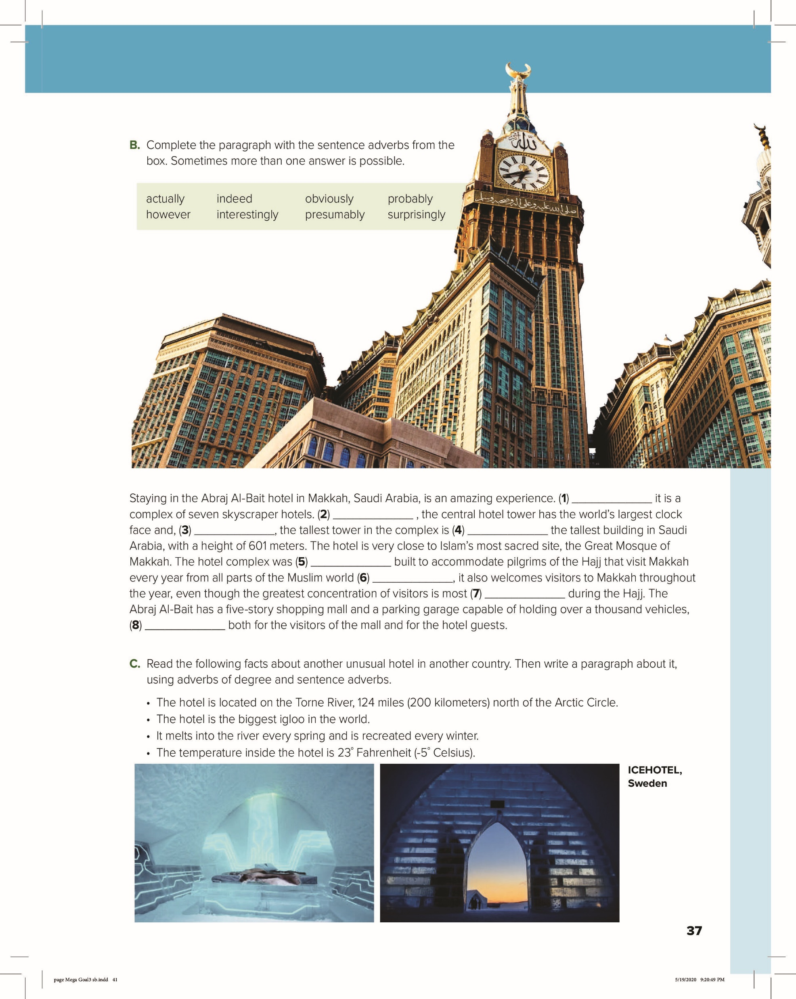 B. Complete the paragraph with the sentence adverbs from the
box. Sometimes more than one answer is possible.
actually indeed obviously probably
however interestingly presumably surprisingly
الله
صلى الله عليه وعلى آله وصحبه وسلم
Staying in the Abraj Al-Bait hotel in Makkah, Saudi Arabia, is an amazing experience. (1) ____________ it is a
complex of seven skyscraper hotels. (2) ____________ , the central hotel tower has the world's largest clock
face and, (3) ____________, the tallest tower in the complex is (4) ____________ the tallest building in Saudi
Arabia, with a height of 601 meters. The hotel is very close to Islam's most sacred site, the Great Mosque of
Makkah. The hotel complex was (5) ____________ built to accommodate pilgrims of the Hajj that visit Makkah
every year from all parts of the Muslim world (6) ____________, it also welcomes visitors to Makkah throughout
the year, even though the greatest concentration of visitors is most (7) ____________ during the Hajj. The
Abraj Al-Bait has a five-story shopping mall and a parking garage capable of holding over a thousand vehicles,
(8) ____________ both for the visitors of the mall and for the hotel guests.
C. Read the following facts about another unusual hotel in another country. Then write a paragraph about it,
using adverbs of degree and sentence adverbs.
• The hotel is located on the Torne River, 124 miles (200 kilometers) north of the Arctic Circle.
• The hotel is the biggest igloo in the world.
• It melts into the river every spring and is recreated every winter.
• The temperature inside the hotel is 23° Fahrenheit (-5° Celsius).
ICEHOTEL,
Sweden
37
page Mega Goal3 sb.indd 41
5/19/2020 9:20:49 PM